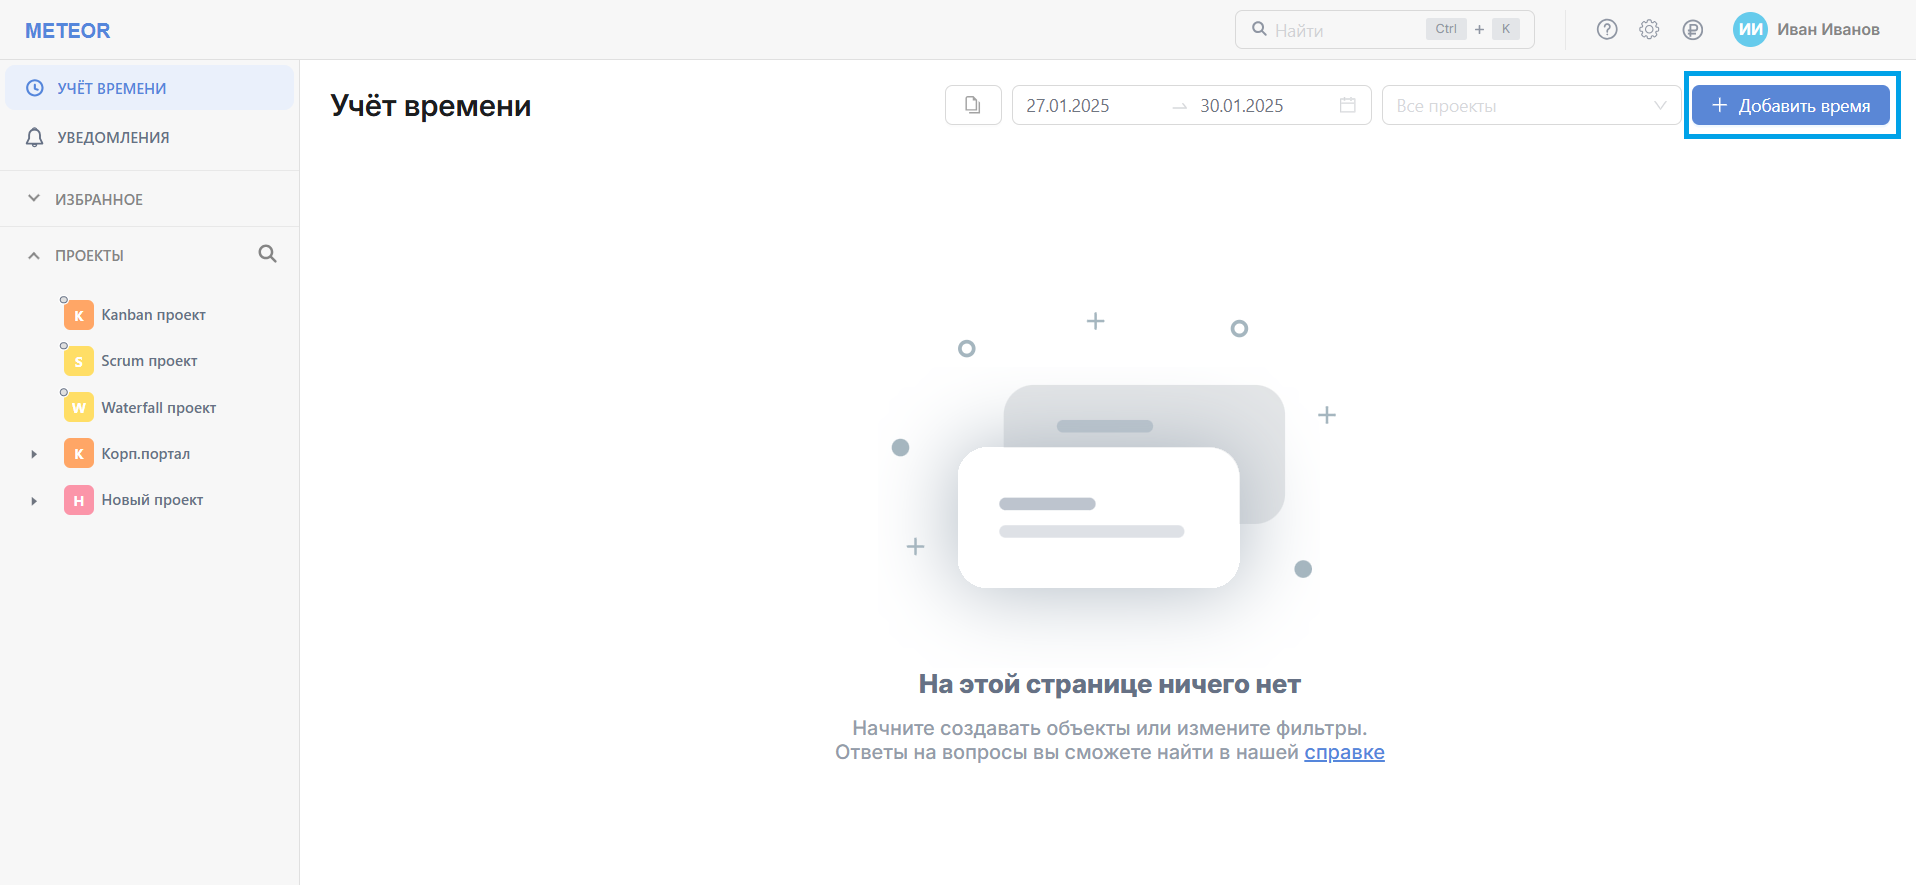 METEOR
Найти
Ctrl + K
ИИ Иван Иванов
УЧЁТ ВРЕМЕНИ
УВЕДОМЛЕНИЯ
ИЗБРАННОЕ
ПРОЕКТЫ
K Kanban проект
S Scrum проект
W Waterfall проект
К Корп.портал
Н Новый проект
Учёт времени
27.01.2025
30.01.2025
Все проекты
Добавить время
На этой странице ничего нет
Начните создавать объекты или измените фильтры.
Ответы на вопросы вы сможете найти в нашей справке